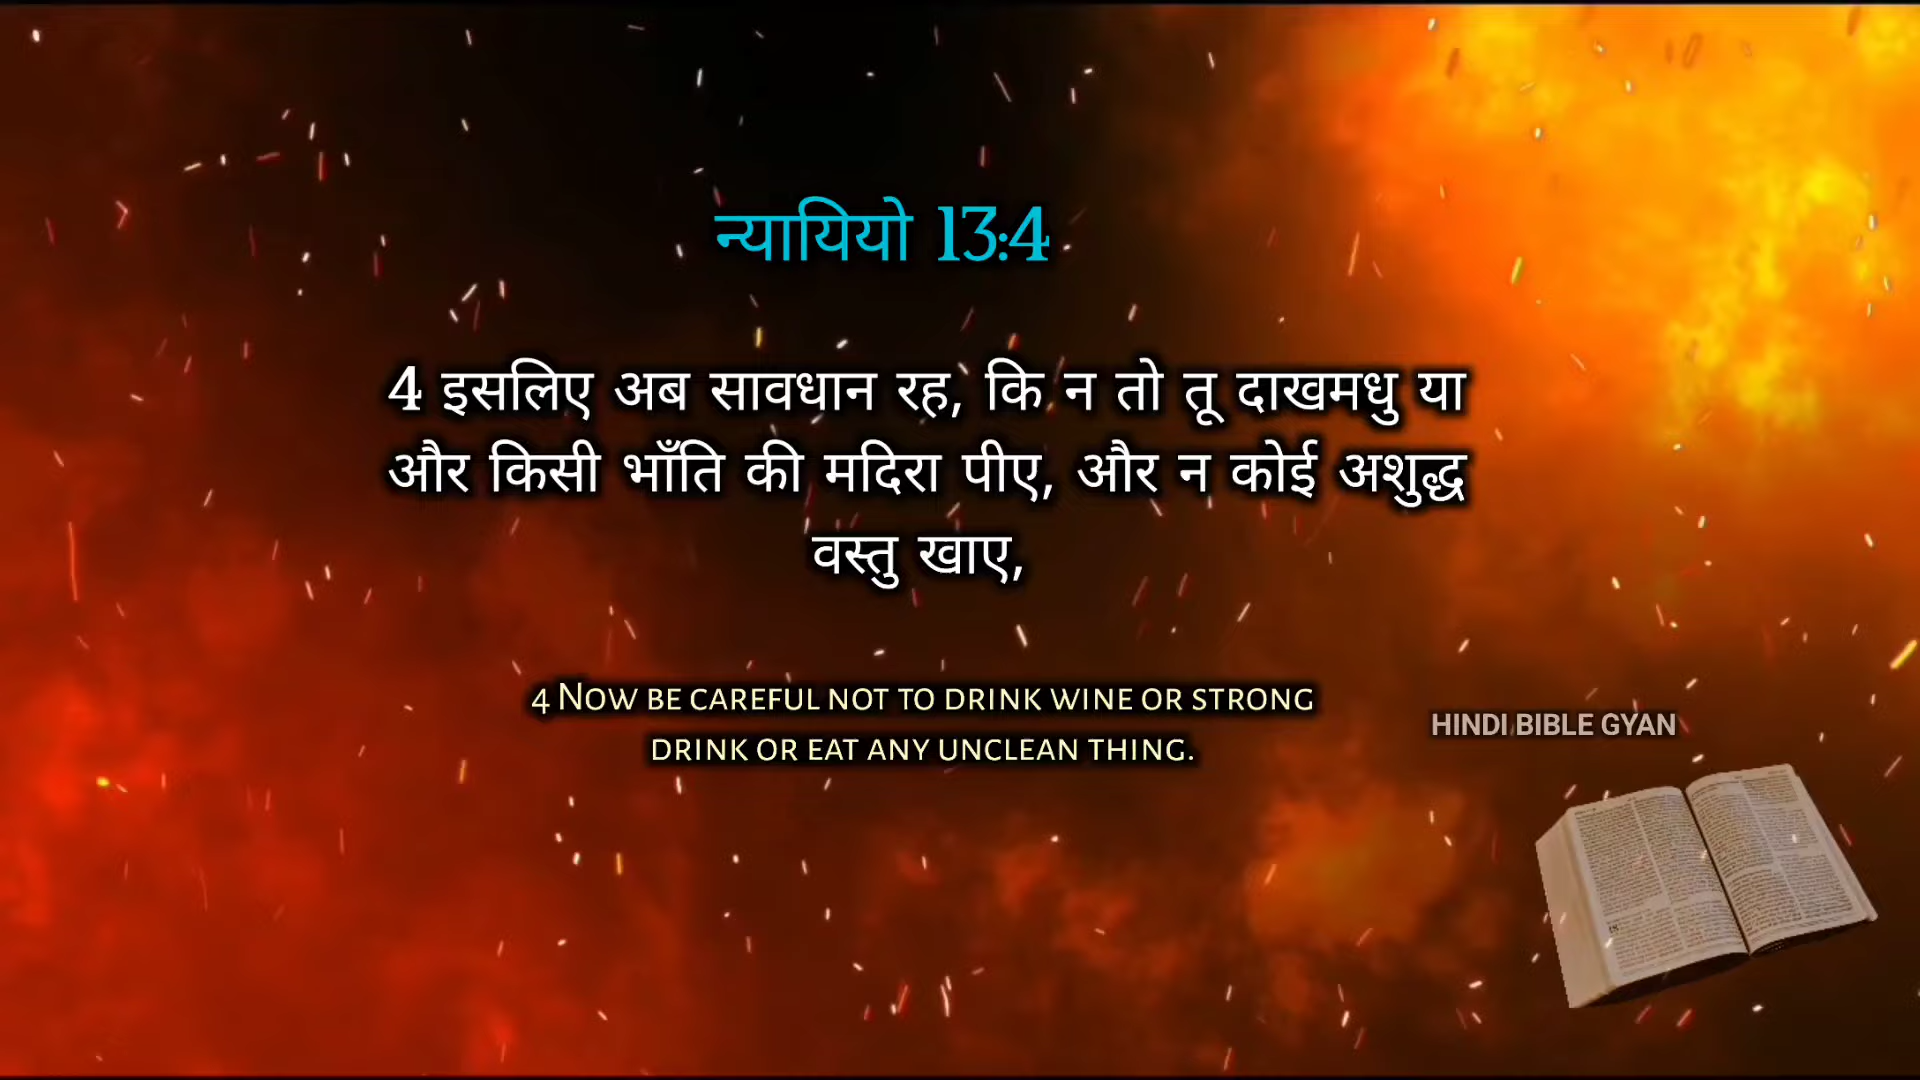 न्यायियो 13:4
4 इसलिए अब सावधान रह, कि न तो तू दाखमधु या
और किसी भाँति की मदिरा पीए, और न कोई अशुद्ध
वस्तु खाए,
4 Now be careful not to drink wine or strong
drink or eat any unclean thing.
HINDI BIBLE GYAN